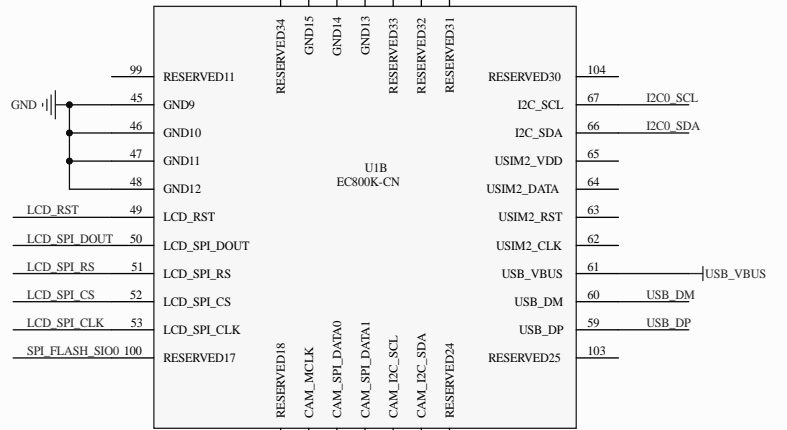 RESERVED34
GND15
GND14
GND13
RESERVED33
RESERVED32
RESERVED31
99 RESERVED11
RESERVED30 104
GND 45 GND9
I2C_SCL 67 I2C0_SCL
46 GND10
I2C_SDA 66 I2C0_SDA
47 GND11
USIM2_VDD 65
U1B
EC800K-CN
48 GND12
USIM2_DATA 64
LCD_RST 49 LCD_RST
USIM2_RST 63
LCD_SPI_DOUT 50 LCD_SPI_DOUT
USIM2_CLK 62
LCD_SPI_RS 51 LCD_SPI_RS
USB_VBUS 61 USB_VBUS
LCD_SPI_CS 52 LCD_SPI_CS
USB_DM 60 USB_DM
LCD_SPI_CLK 53 LCD_SPI_CLK
USB_DP 59 USB_DP
SPI_FLASH_SIO0 100 RESERVED17
RESERVED25 103
RESERVED18
CAM_MCLK
CAM_SPI_DATA0
CAM_SPI_DATA1
CAM_I2C_SCL
CAM_I2C_SDA
RESERVED24